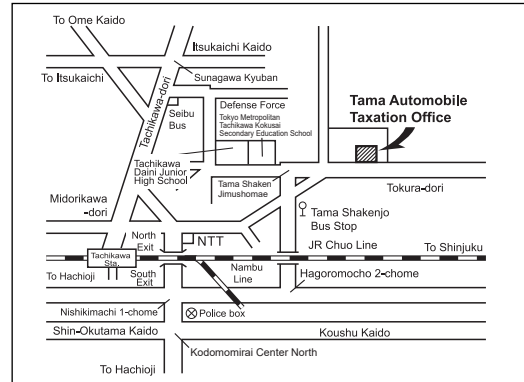 To Ome Kaido
Itsukaichi Kaido
To Itsukaichi
Sunagawa Kyuban
Tachikawa-dori
Seibu
Bus
Defense Force
Tokyo Metropolitan
Tachikawa Kokusai
Secondary Education School
Tama Automobile
Taxation Office
Tachikawa
Daini Junior
High School
Tama Shaken
Jimushomae
Tokura-dori
Midorikawa
-dori
Tama Shakenjo
Bus Stop
North
Exit
NTT
JR Chuo Line
To Shinjuku
Tachikawa
Sta.
To Hachioji
South
Exit
Nambu
Line
Hagoromocho 2-chome
Nishikimachi 1-chome
Police box
Shin-Okutama Kaido
Koushu Kaido
Kodomomirai Center North
To Hachioji